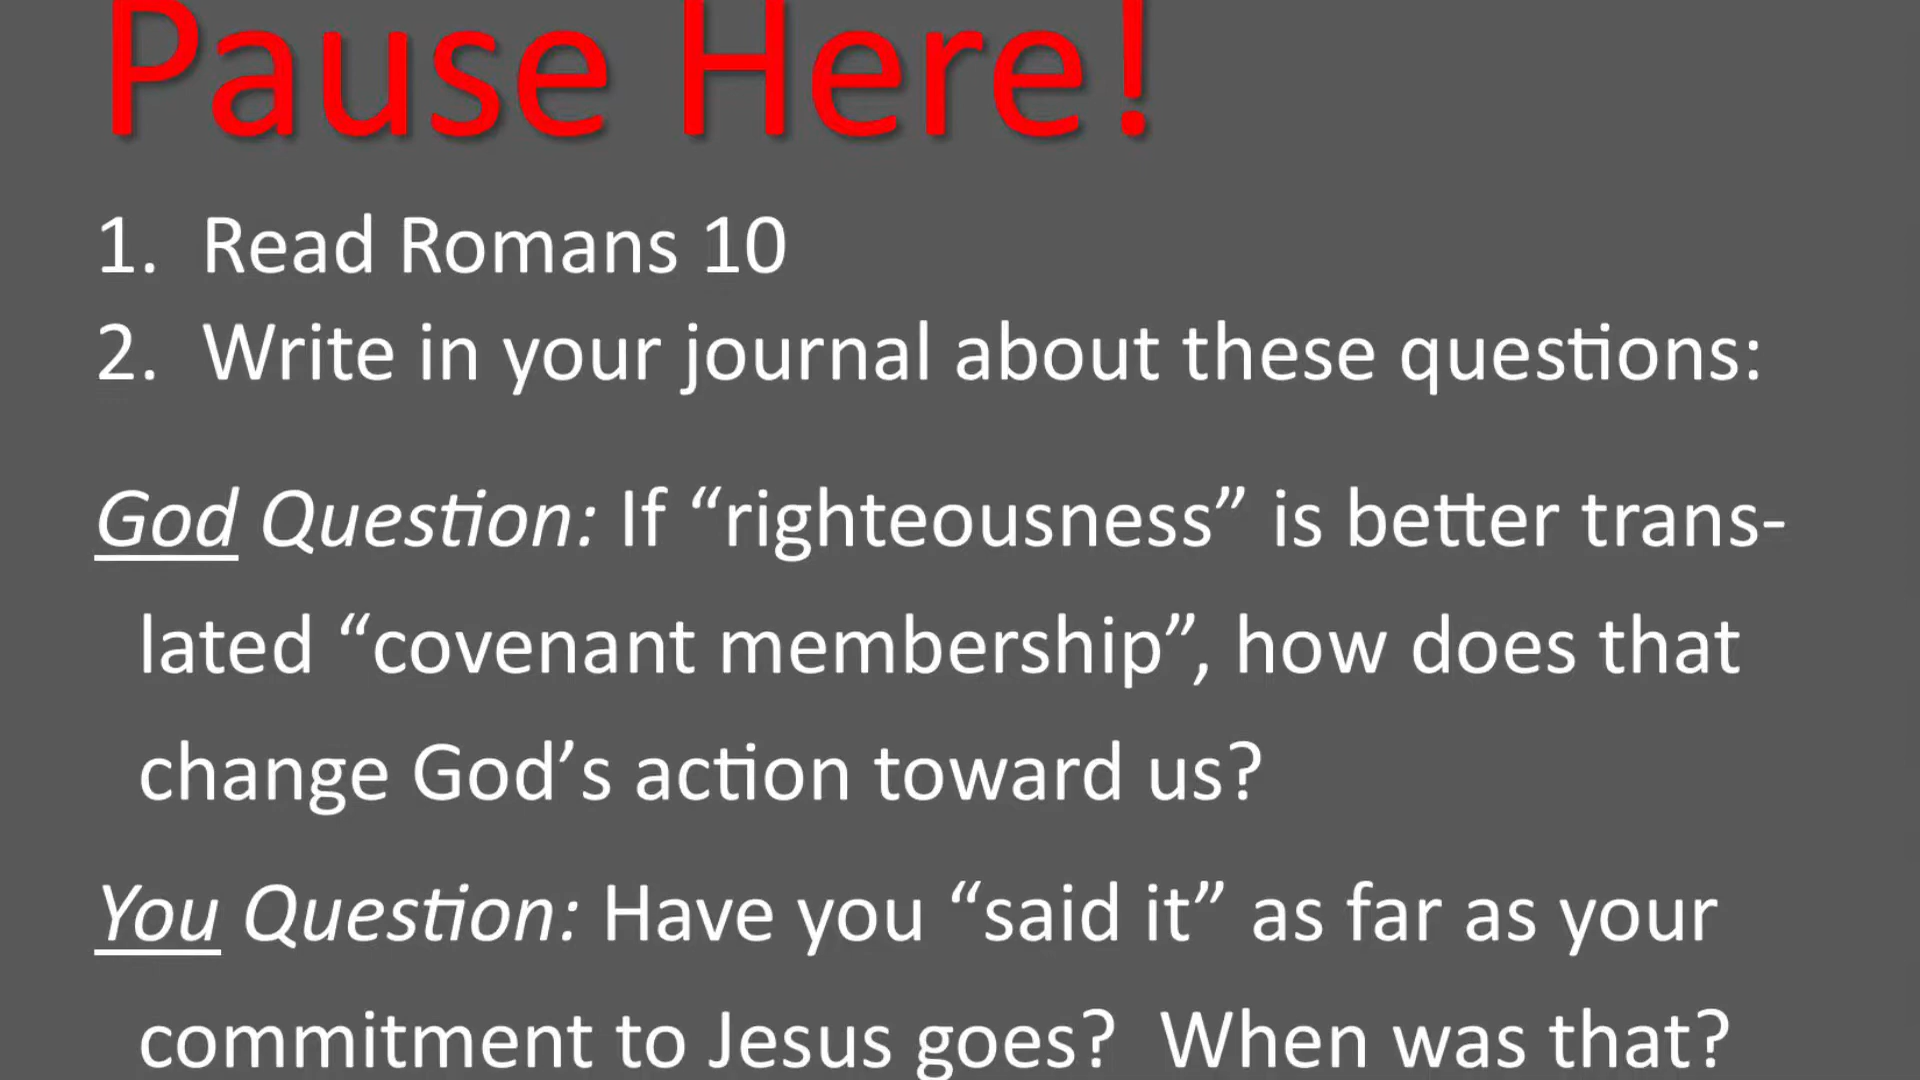 Pause Here!
1. Read Romans 10
2. Write in your journal about these questions:
God Question: If “righteousness” is better trans-
lated “covenant membership”, how does that
change God’s action toward us?
You Question: Have you “said it” as far as your
commitment to Jesus goes?  When was that?